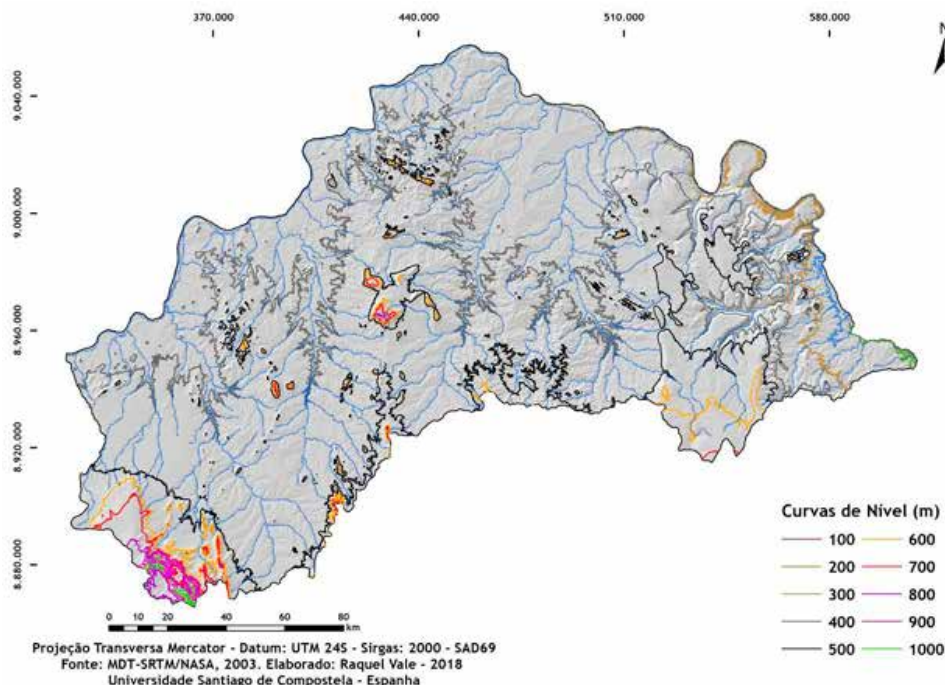 370.000 440.000 510.000 580.000
N
9.040.000
9.000.000
8.960.000
8.920.000
8.880.000
Curvas de Nível (m)
100 600
200 700
300 800
400 900
500 1000
0 10 20 40 60 80
km
Projeção Transversa Mercator - Datum: UTM 24S - Sirgas: 2000 - SAD69
Fonte: MDT-SRTM/NASA, 2003. Elaborado: Raquel Vale - 2018
Universidade Santiago de Compostela - Espanha